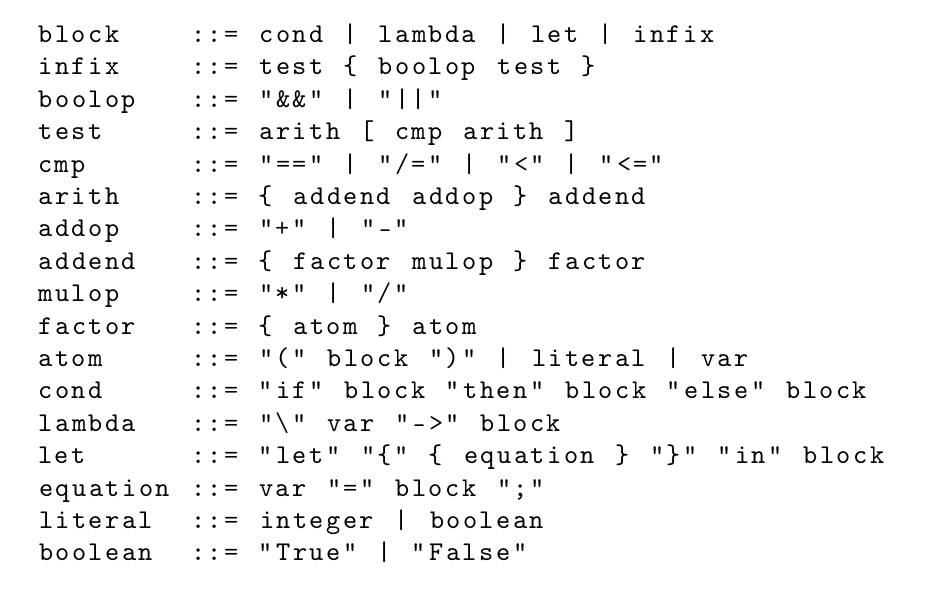 block ::= cond | lambda | let | infix
infix ::= test { boolop test }
boolop ::= "&&" | "||"
test ::= arith [ cmp arith ]
cmp ::= "==" | "/=" | "<" | "<="
arith ::= { addend addop } addend
addop ::= "+" | "-"
addend ::= { factor mulop } factor
mulop ::= "*" | "/"
factor ::= { atom } atom
atom ::= "(" block ")" | literal | var
cond ::= "if" block "then" block "else" block
lambda ::= "\" var "->" block
let ::= "let" "{" { equation } "}" "in" block
equation ::= var "=" block ";"
literal ::= integer | boolean
boolean ::= "True" | "False"